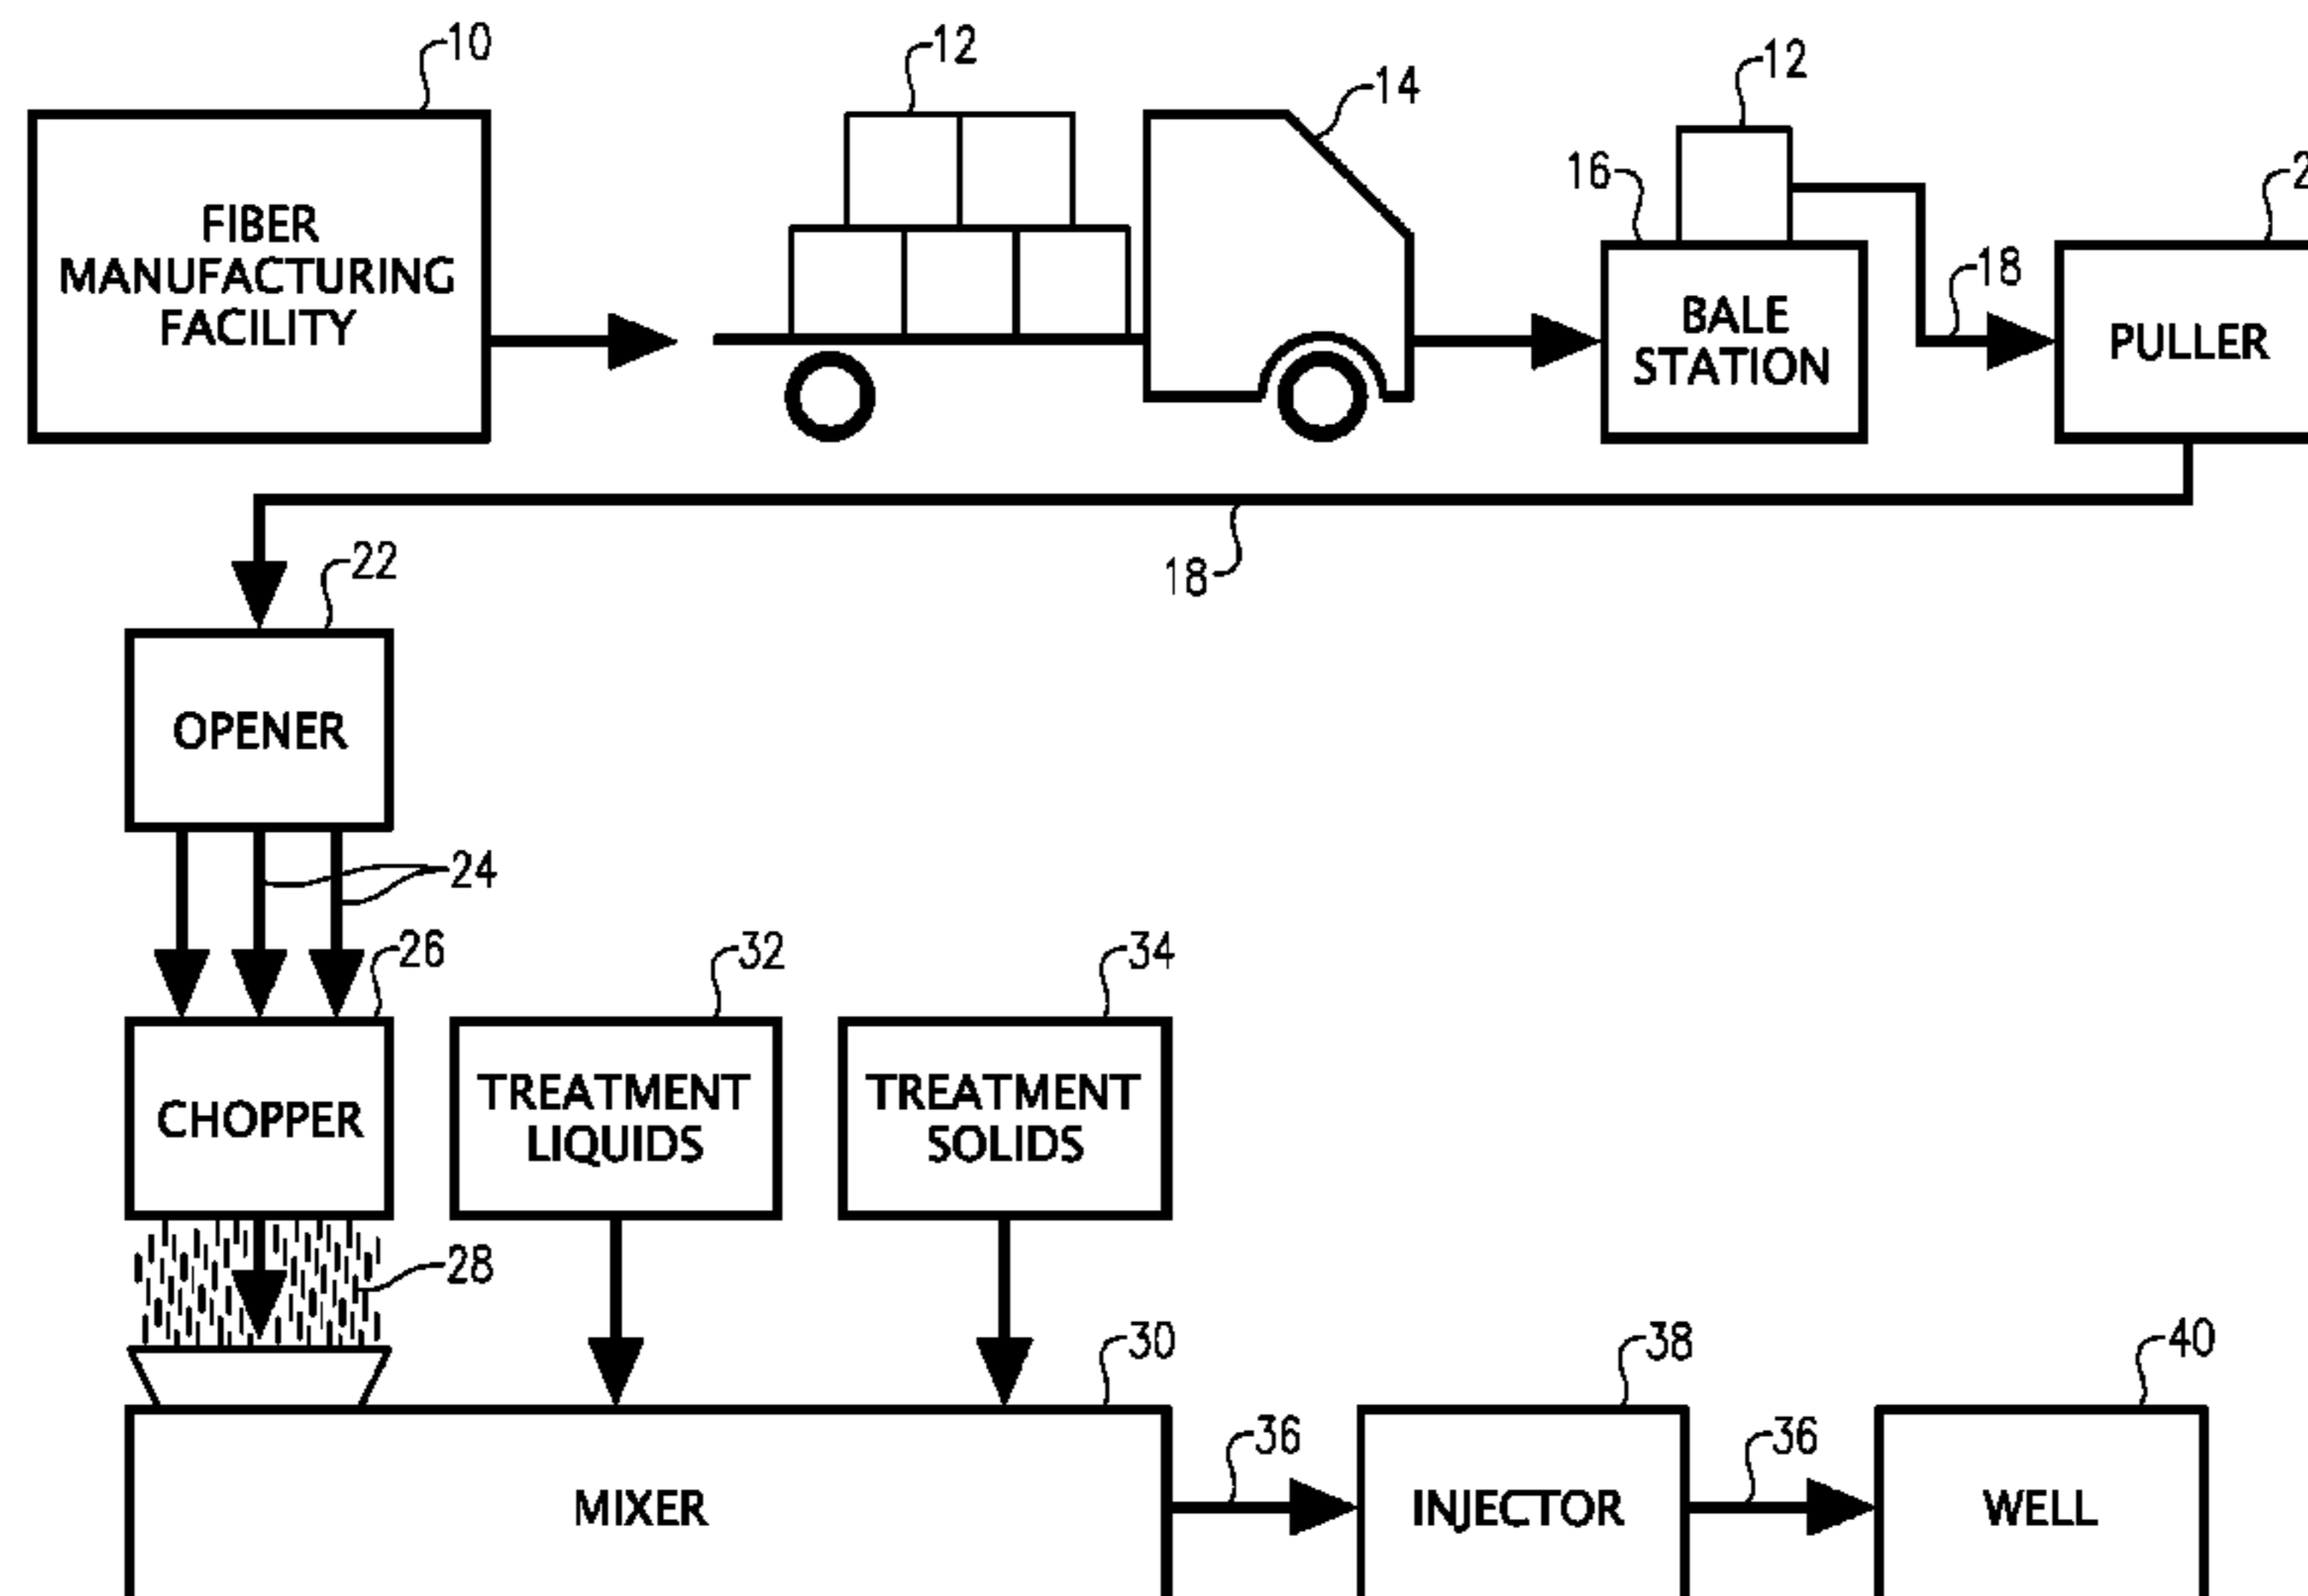 10
12
14
12
16
2
FIBER
MANUFACTURING
FACILITY
18
BALE
STATION
PULLER
18
22
OPENER
24
26
32
34
CHOPPER
TREATMENT
LIQUIDS
TREATMENT
SOLIDS
28
30
38
40
36
36
MIXER
INJECTOR
WELL